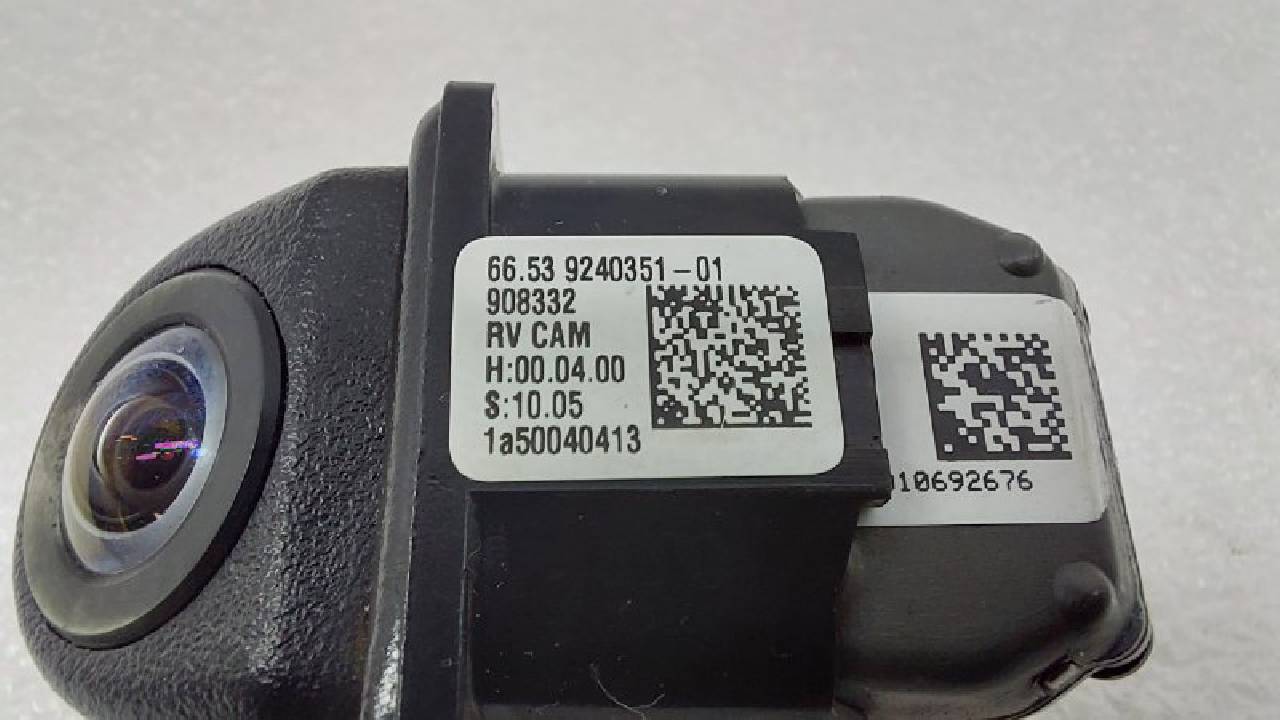 66.53 9240351-01
908332
RV CAM
H:00.04.00
S:10.05
1a50040413
10692676